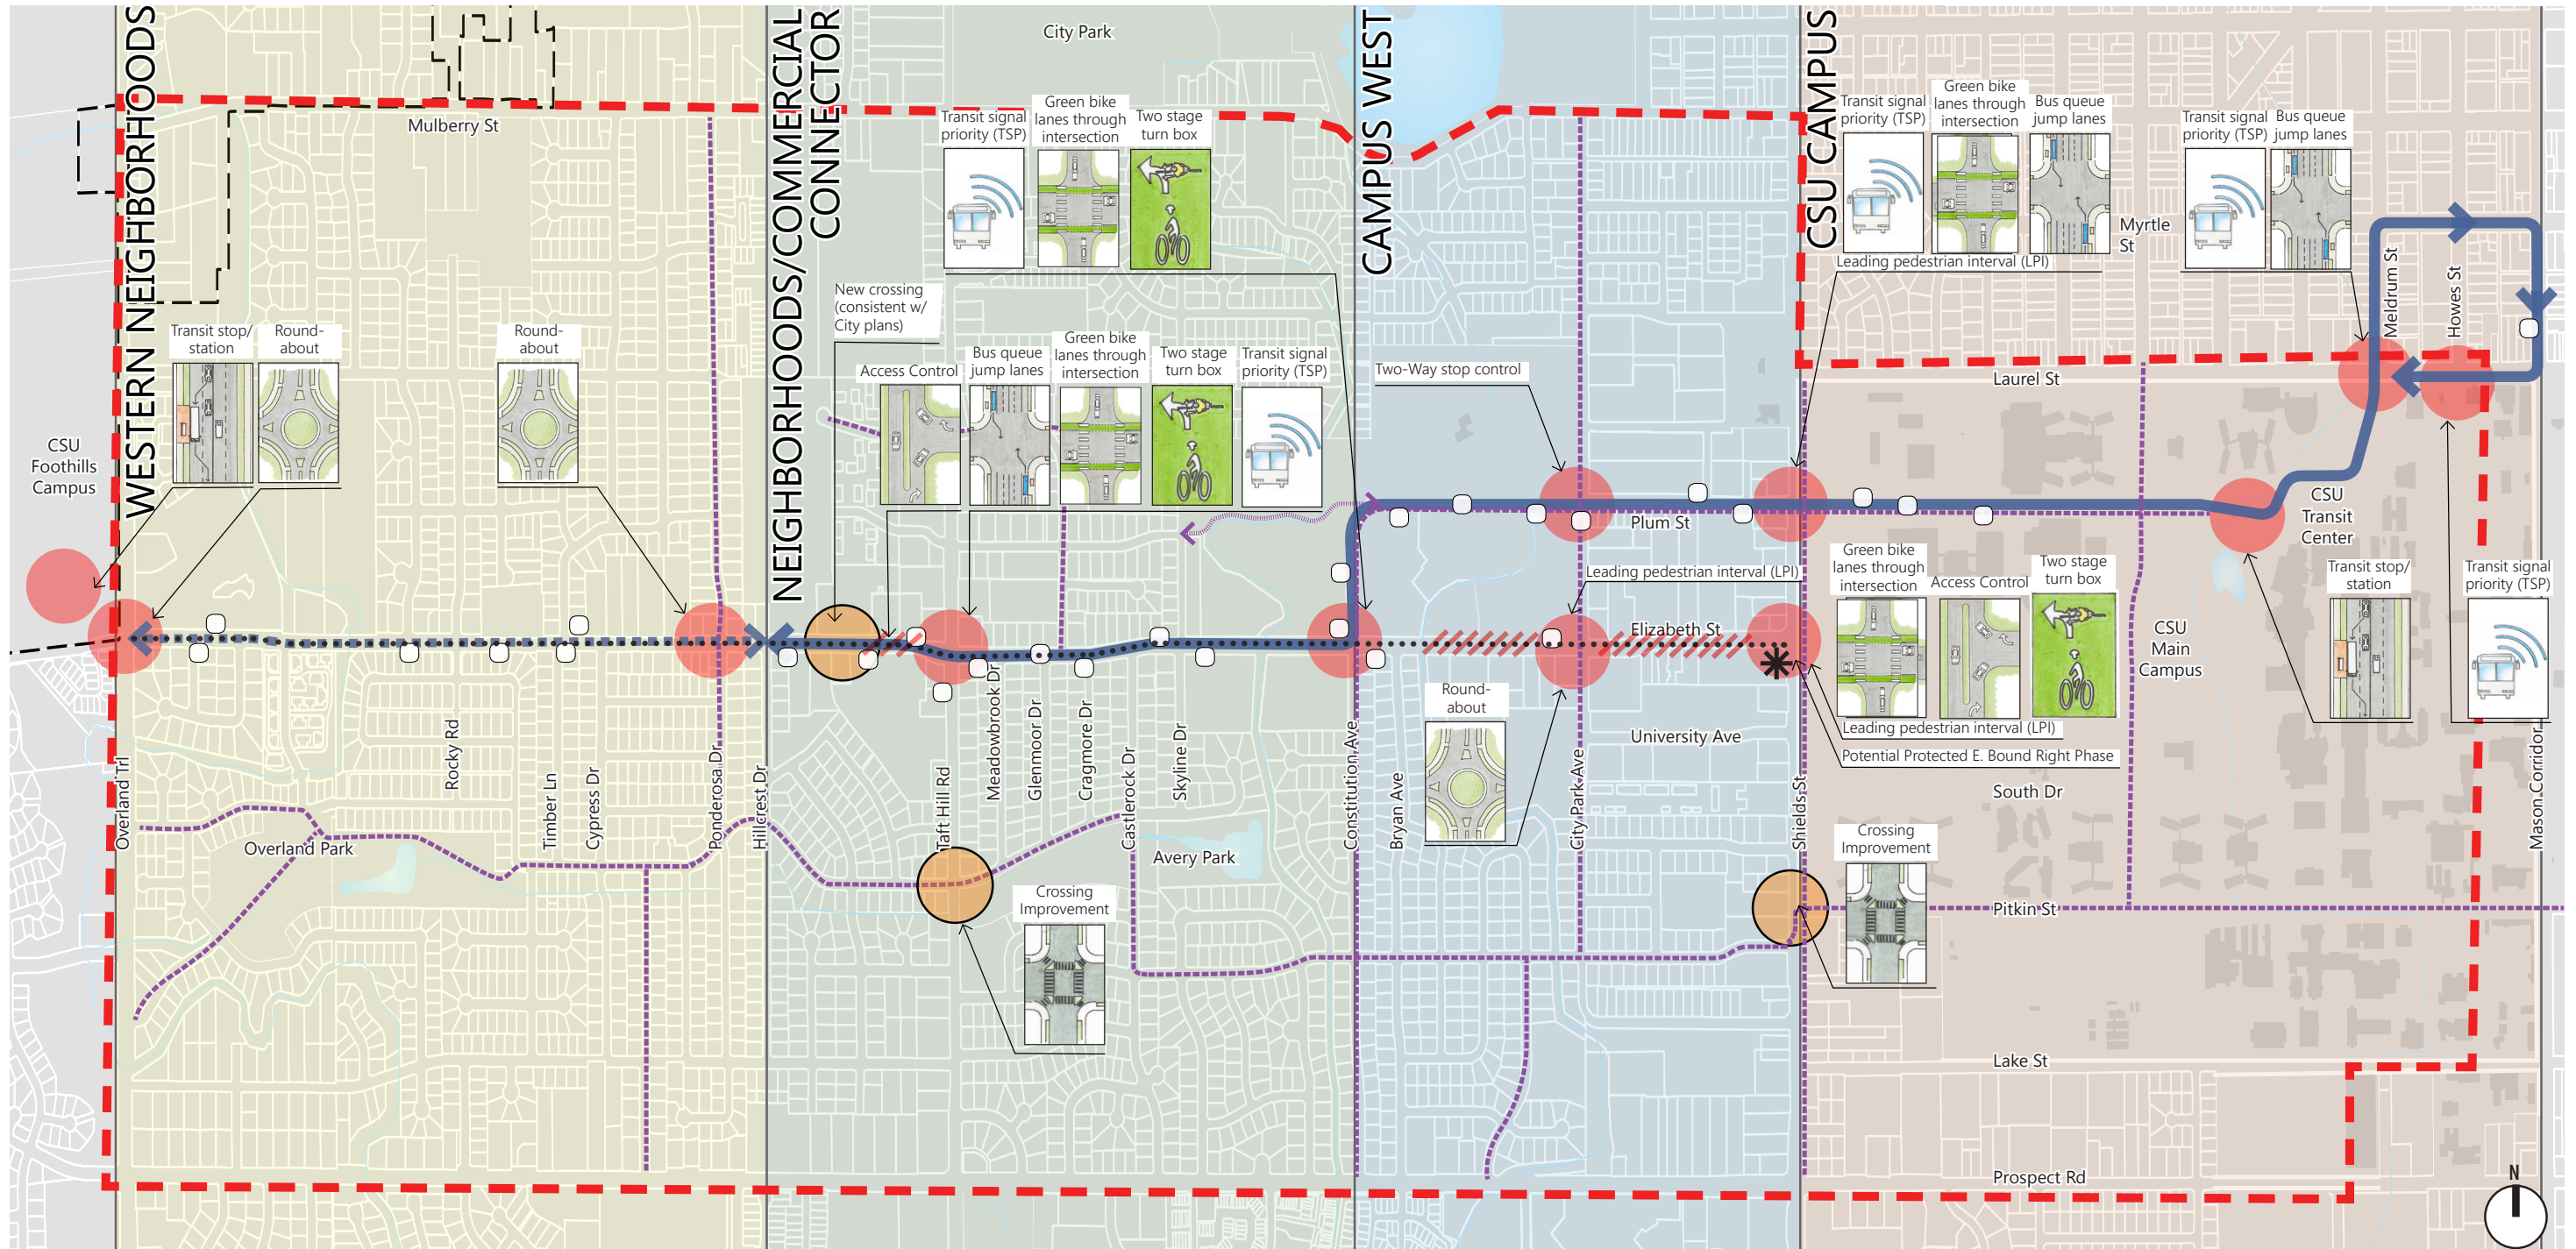 WESTERN NEIGHBORHOODS
NEIGHBORHOODS/COMMERCIAL
CONNECTOR
CAMPUS WEST
CSU CAMPUS
City Park
Mulberry St
Transit signal
priority (TSP)
Green bike
lanes through
intersection
Two stage
turn box
Transit signal
priority (TSP)
Green bike
lanes through
intersection
Bus queue
jump lanes
Leading pedestrian interval (LPI)
Myrtle
St
Transit signal
priority (TSP)
Bus queue
jump lanes
Meldrum St
Howes St
New crossing
(consistent w/
City plans)
Transit stop/
station
Round-
about
Round-
about
Access Control
Bus queue
jump lanes
Green bike
lanes through
intersection
Two stage
turn box
Transit signal
priority (TSP)
Two-Way stop control
Laurel St
CSU
Foothills
Campus
Plum St
CSU
Transit
Center
Leading pedestrian interval (LPI)
Elizabeth St
Green bike
lanes through
intersection
Access Control
Two stage
turn box
Leading pedestrian interval (LPI)
Potential Protected E. Bound Right Phase
CSU
Main
Campus
Transit stop/
station
Transit signal
priority (TSP)
Round-
about
University Ave
South Dr
Overland Trl
Rocky Rd
Timber Ln
Cypress Dr
Ponderosa Dr
Hillcrest Dr
Taft Hill Rd
Meadowbrook Dr
Glenmoor Dr
Cragmore Dr
Castlerock Dr
Skyline Dr
Constitution Ave
Bryan Ave
City Park Ave
Shields St
Mason Corridor
Overland Park
Avery Park
Crossing
Improvement
Crossing
Improvement
Pitkin St
Lake St
Prospect Rd
N